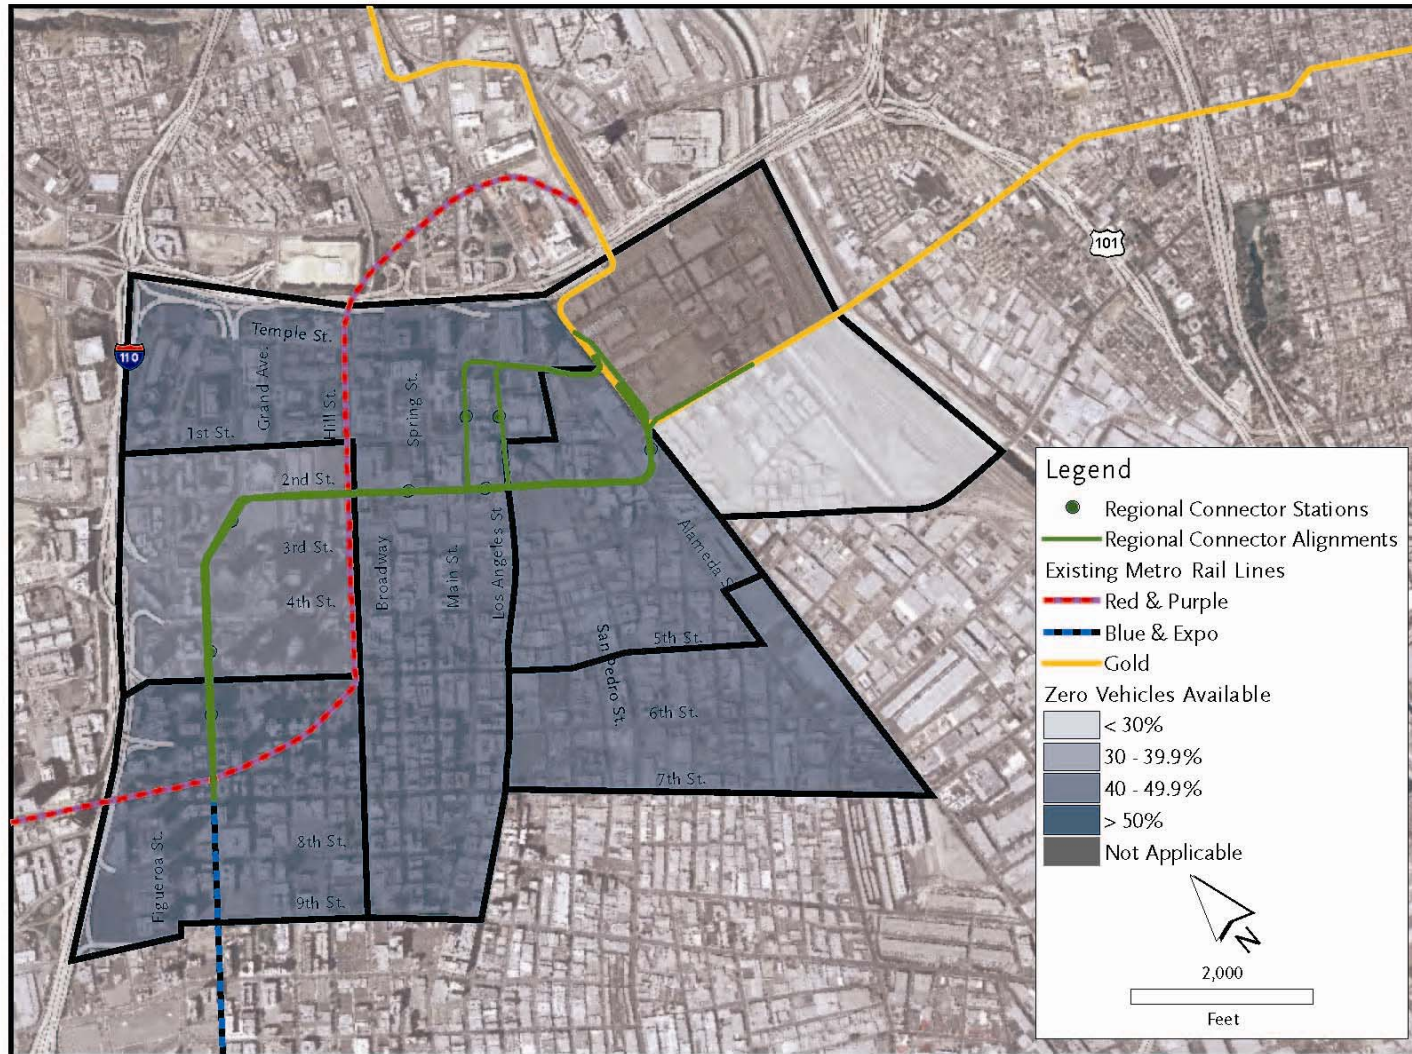 101
110
Temple St.
Grand Ave.
Hill St.
Spring St.
1st St.
2nd St.
3rd St.
4th St.
Broadway
Main St.
Los Angeles St
Alameda S
San Pedro St.
5th St.
6th St.
7th St.
8th St.
9th St.
Figueroa St.
Legend
Regional Connector Stations
Regional Connector Alignments
Existing Metro Rail Lines
Red & Purple
Blue & Expo
Gold
Zero Vehicles Available
< 30%
30 - 39.9%
40 - 49.9%
> 50%
Not Applicable
N
2,000
Feet